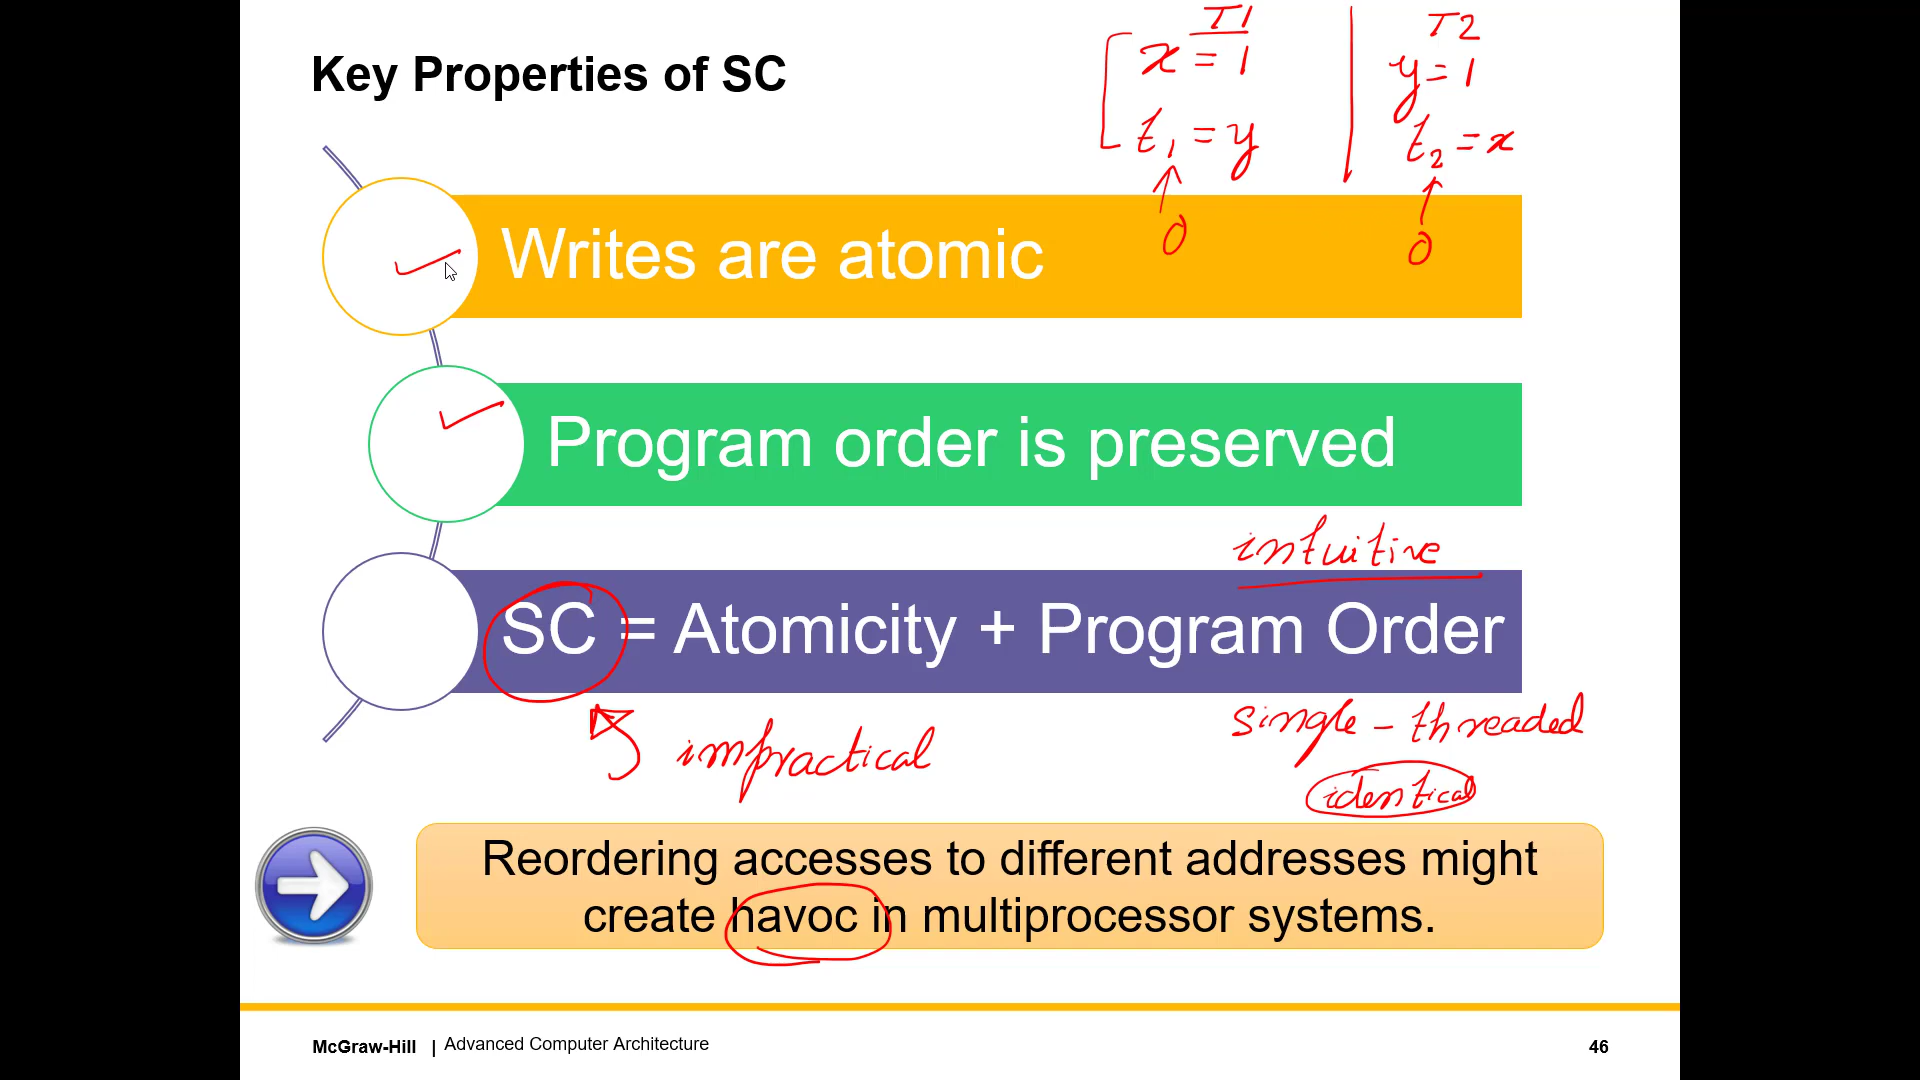 Key Properties of SC
T1
x = 1
t1 = y
0
T2
y = 1
t2 = x
0
Writes are atomic
Program order is preserved
intuitive
SC = Atomicity + Program Order
impractical
single - threaded
identical
Reordering accesses to different addresses might
create havoc in multiprocessor systems.
McGraw-Hill | Advanced Computer Architecture
46